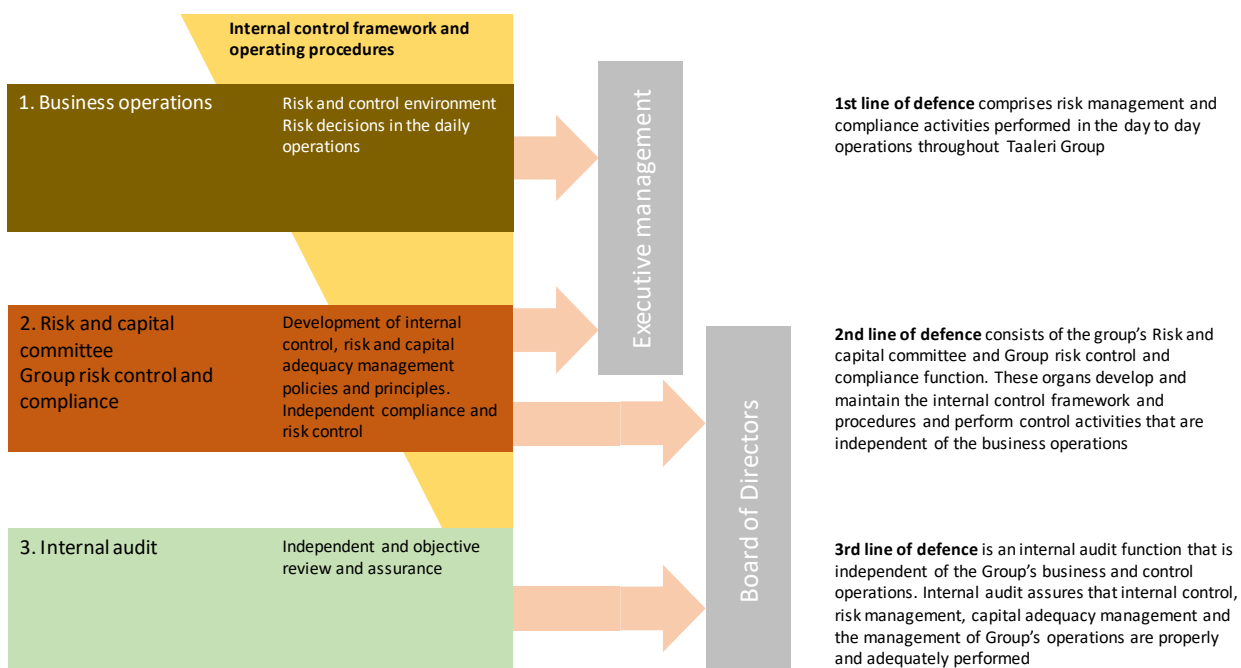 Internal control framework and
operating procedures
1. Business operations
Risk and control environment
Risk decisions in the daily
operations
Executive management
1st line of defence comprises risk management and
compliance activities performed in the day to day
operations throughout Taaleri Group
2. Risk and capital
committee
Group risk control and
compliance
Development of internal
control, risk and capital
adequacy management
policies and principles.
Independent compliance and
risk control
Board of Directors
2nd line of defence consists of the group's Risk and
capital committee and Group risk control and
compliance function. These organs develop and
maintain the internal control framework and
procedures and perform control activities that are
independent of the business operations
3. Internal audit
Independent and objective
review and assurance
3rd line of defence is an internal audit function that is
independent of the Group's business and control
operations. Internal audit assures that internal control,
risk management, capital adequacy management and
the management of Group's operations are properly
and adequately performed